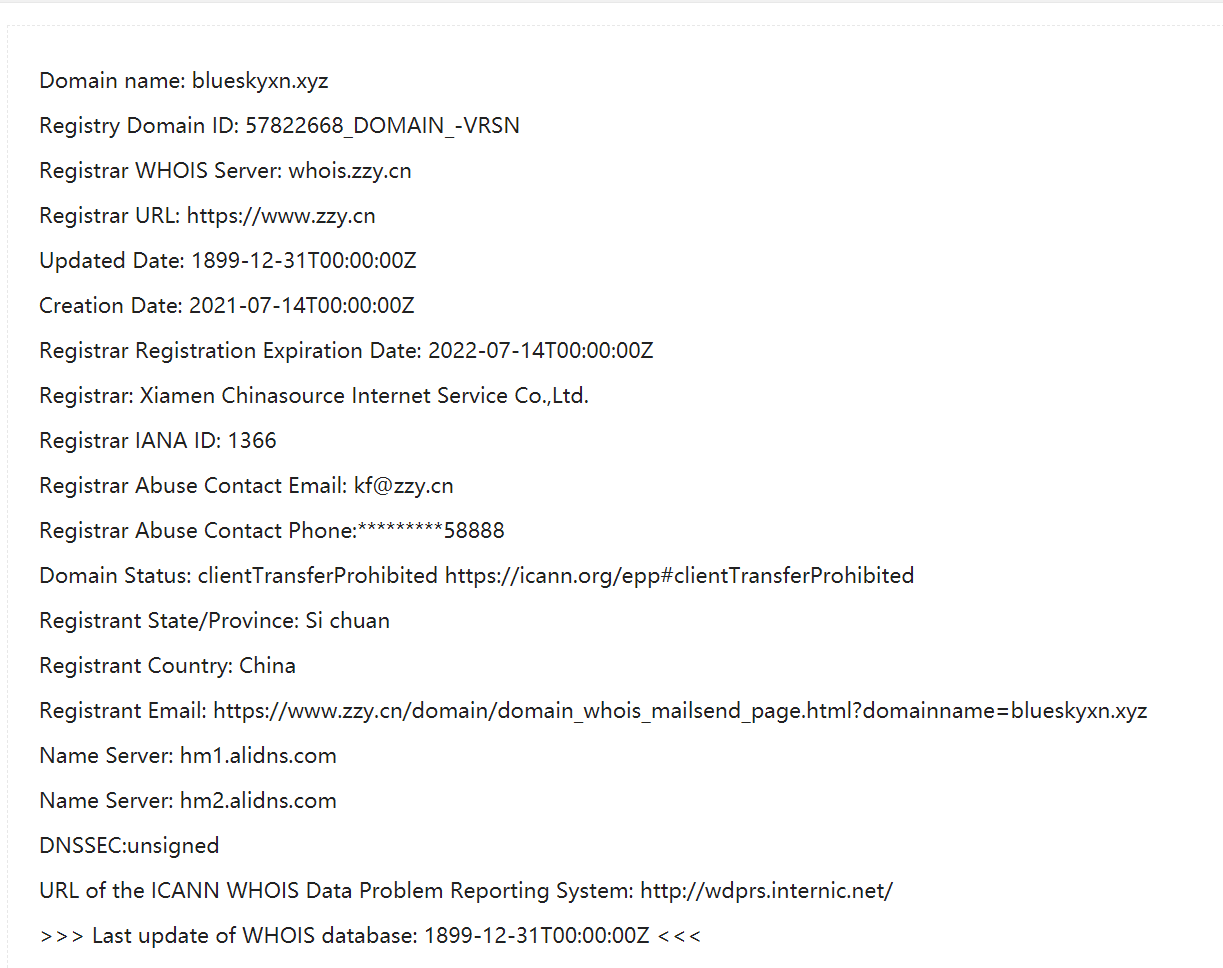 Domain name: blueskyxn.xyz
Registry Domain ID: 57822668_DOMAIN_-VRSN
Registrar WHOIS Server: whois.zzy.cn
Registrar URL: https://www.zzy.cn
Updated Date: 1899-12-31T00:00:00Z
Creation Date: 2021-07-14T00:00:00Z
Registrar Registration Expiration Date: 2022-07-14T00:00:00Z
Registrar: Xiamen Chinasource Internet Service Co.,Ltd.
Registrar IANA ID: 1366
Registrar Abuse Contact Email: kf@zzy.cn
Registrar Abuse Contact Phone:*********58888
Domain Status: clientTransferProhibited https://icann.org/epp#clientTransferProhibited
Registrant State/Province: Si chuan
Registrant Country: China
Registrant Email: https://www.zzy.cn/domain/domain_whois_mailsend_page.html?domainname=blueskyxn.xyz
Name Server: hm1.alidns.com
Name Server: hm2.alidns.com
DNSSEC:unsigned
URL of the ICANN WHOIS Data Problem Reporting System: http://wdprs.internic.net/
>>> Last update of WHOIS database: 1899-12-31T00:00:00Z <<<